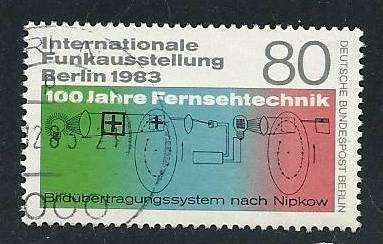 Internationale
Funkausstellung
Berlin 1983
80
100 Jahre Fernsehtechnik
Bildübertragungssystem nach Nipkow
DEUTSCHE BUNDESPOST BERLIN